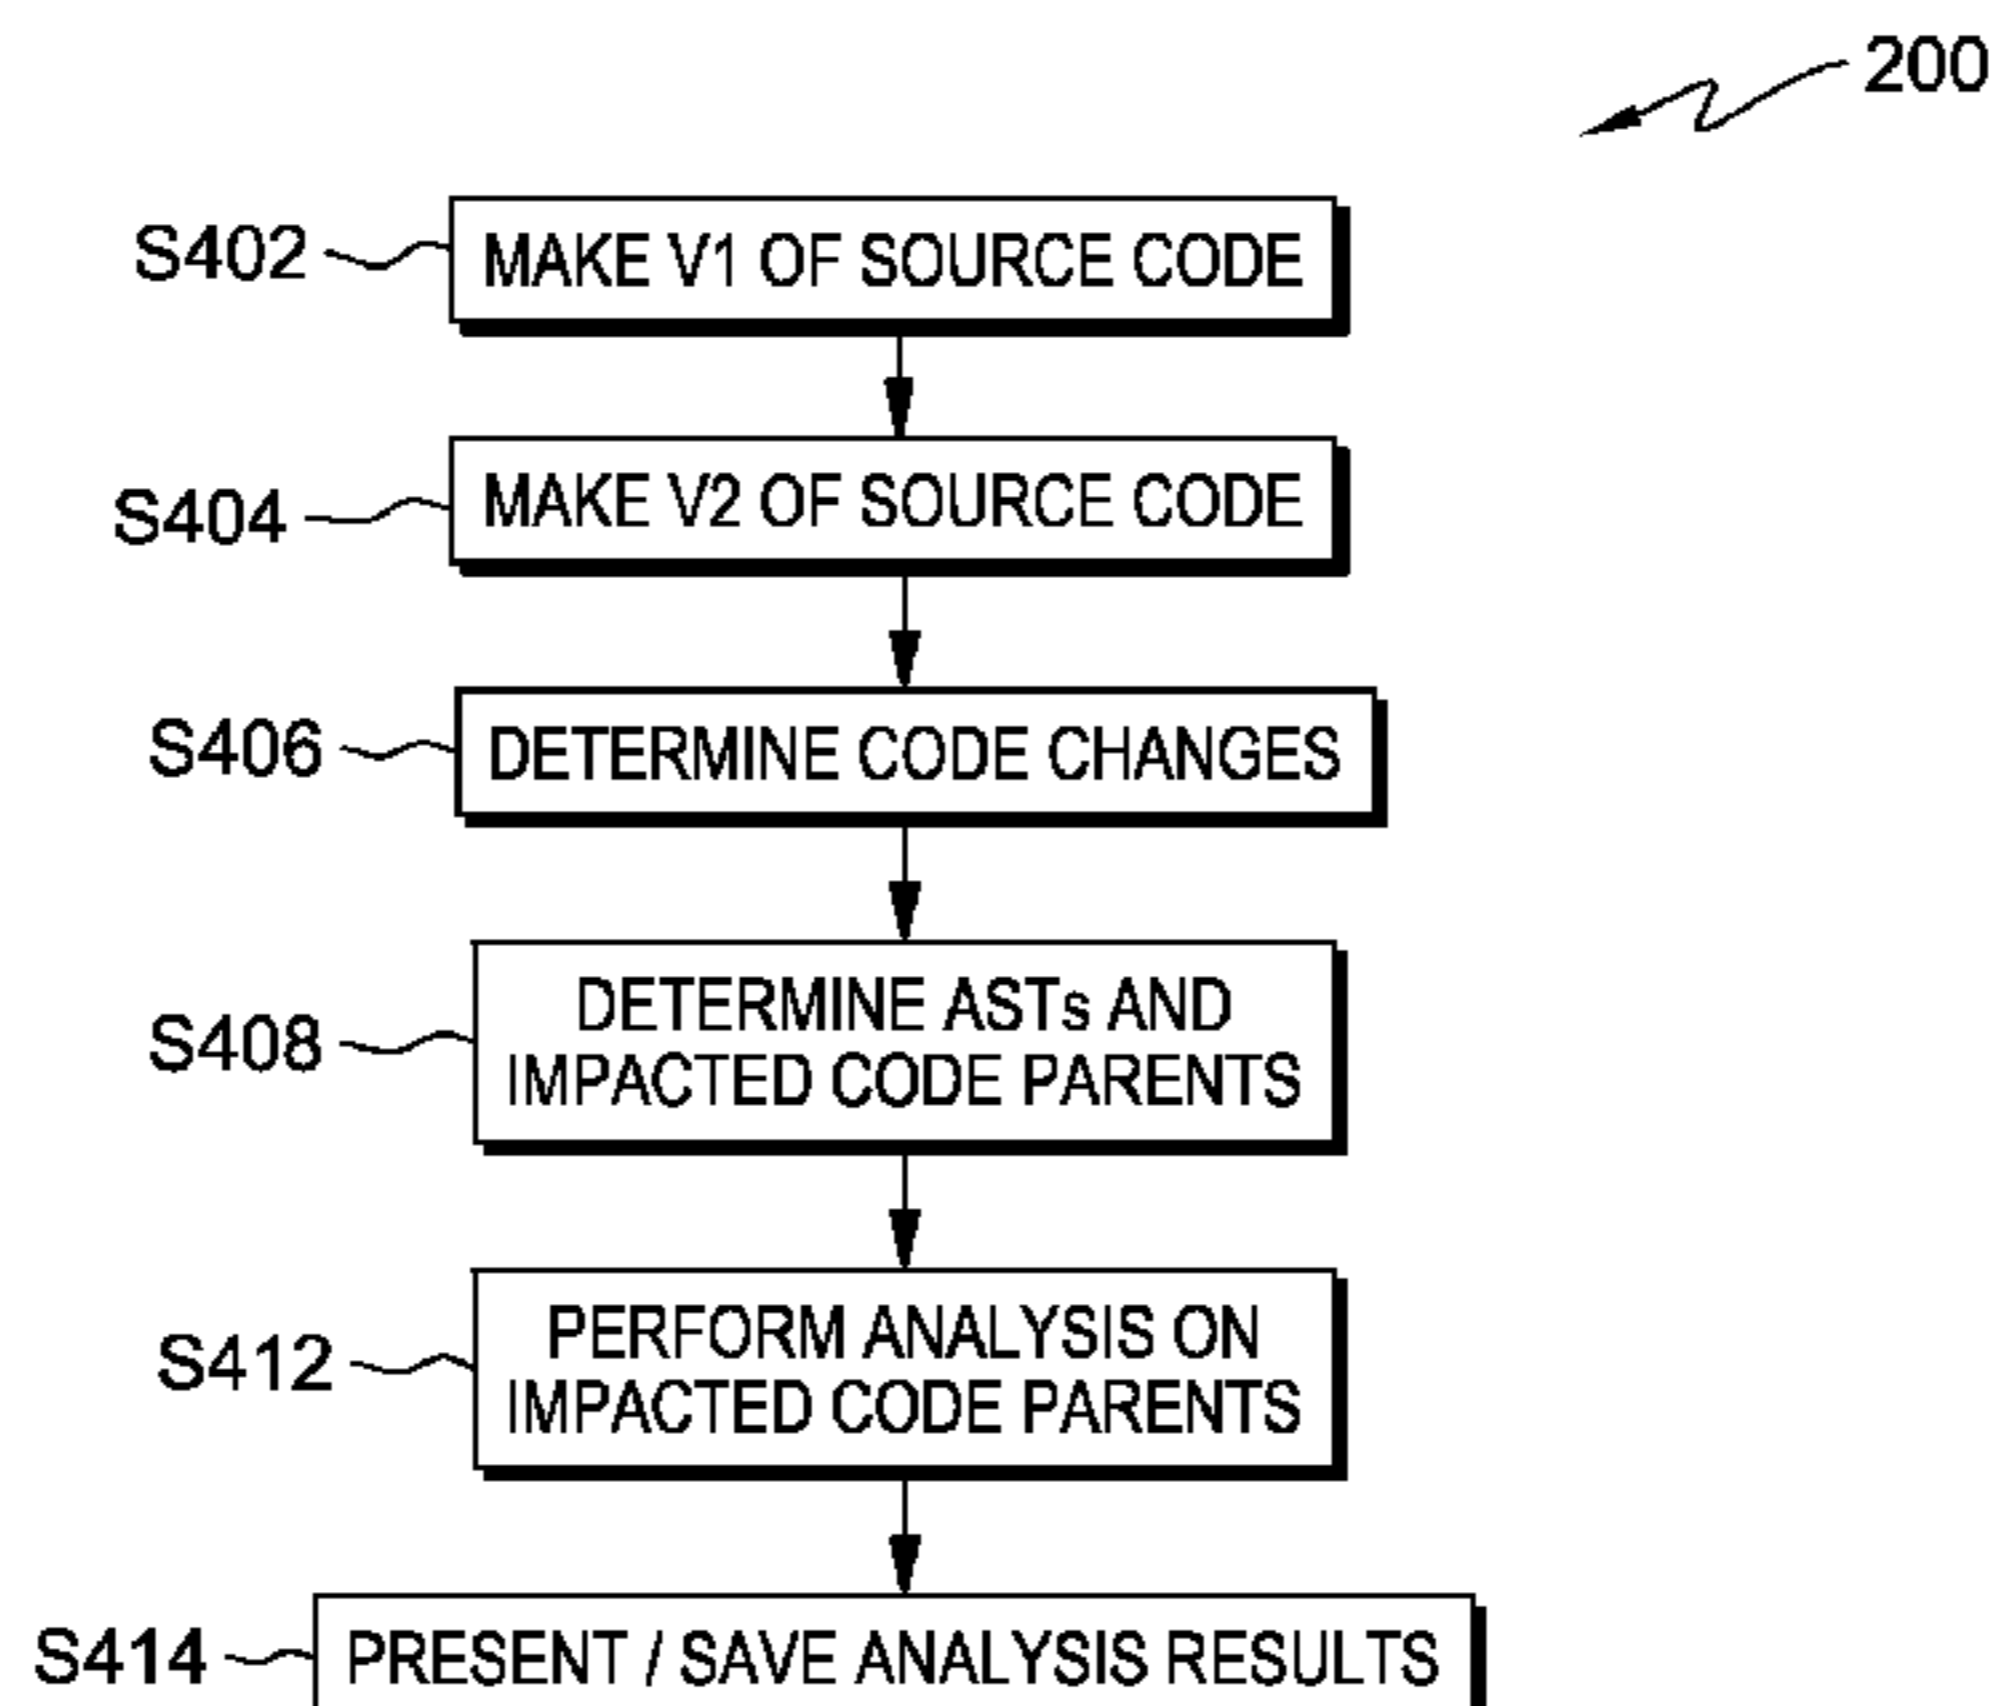 200
S402
MAKE V1 OF SOURCE CODE
S404
MAKE V2 OF SOURCE CODE
S406
DETERMINE CODE CHANGES
S408
DETERMINE ASTs AND
IMPACTED CODE PARENTS
S412
PERFORM ANALYSIS ON
IMPACTED CODE PARENTS
S414
PRESENT / SAVE ANALYSIS RESULTS